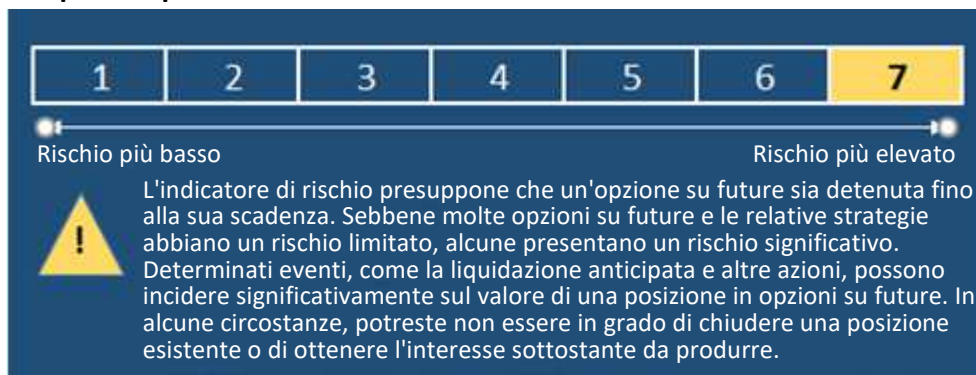 1 2 3 4 5 6 7
Rischio più basso Rischio più elevato
L'indicatore di rischio presuppone che un'opzione su future sia detenuta fino
alla sua scadenza. Sebbene molte opzioni su future e le relative strategie
! abbiano un rischio limitato, alcune presentano un rischio significativo.
Determinati eventi, come la liquidazione anticipata e altre azioni, possono
incidere significativamente sul valore di una posizione in opzioni su future. In
alcune circostanze, potreste non essere in grado di chiudere una posizione
esistente o di ottenere l'interesse sottostante da produrre.